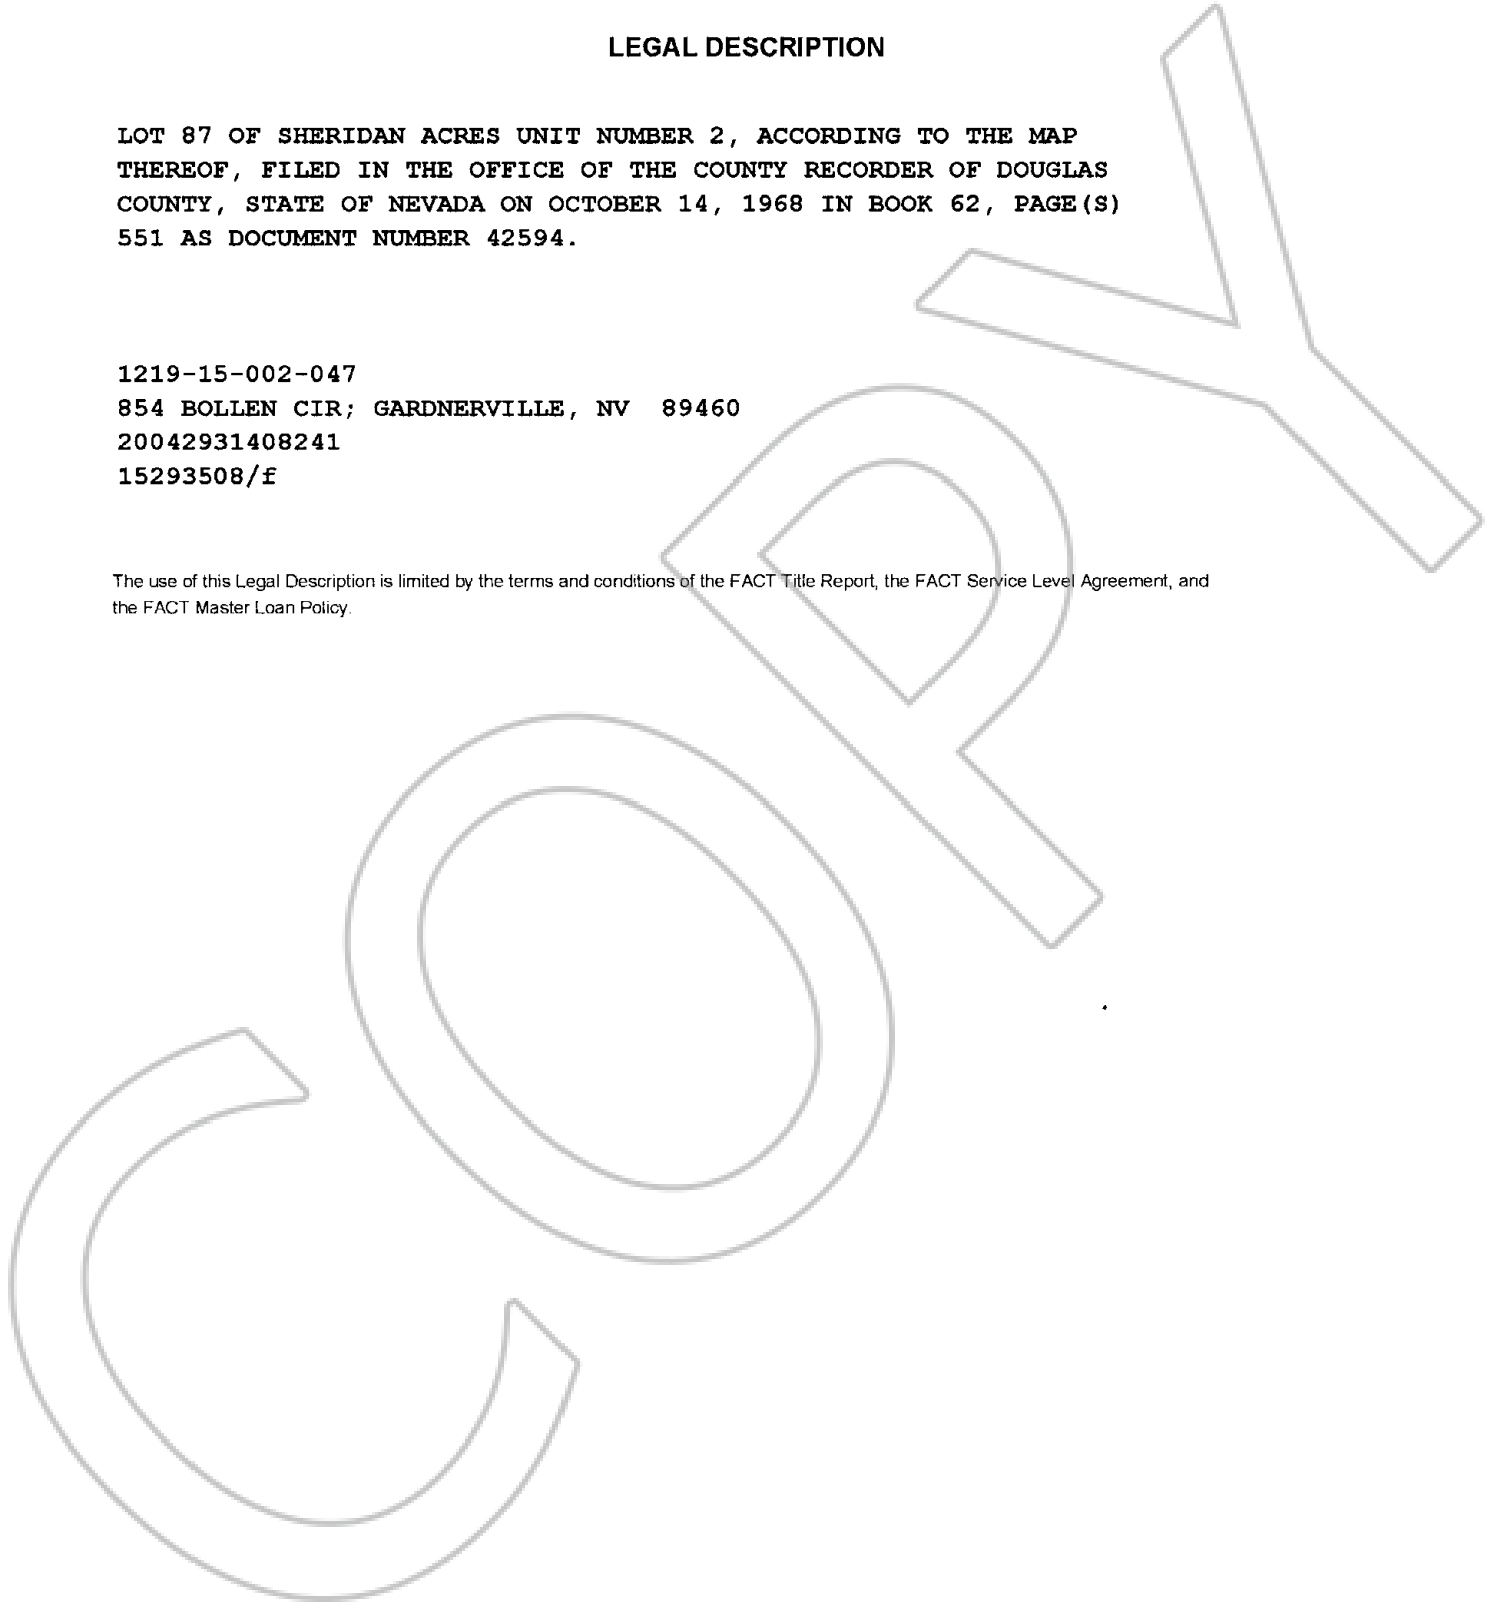 LEGAL DESCRIPTION
LOT 87 OF SHERIDAN ACRES UNIT NUMBER 2, ACCORDING TO THE MAP
THEREOF, FILED IN THE OFFICE OF THE COUNTY RECORDER OF DOUGLAS
COUNTY, STATE OF NEVADA ON OCTOBER 14, 1968 IN BOOK 62, PAGE(S)
551 AS DOCUMENT NUMBER 42594.
1219-15-002-047
854 BOLLEN CIR; GARDNERVILLE, NV  89460
20042931408241
15293508/f
The use of this Legal Description is limited by the terms and conditions of the FACT Title Report, the FACT Service Level Agreement, and
the FACT Master Loan Policy.
COPY